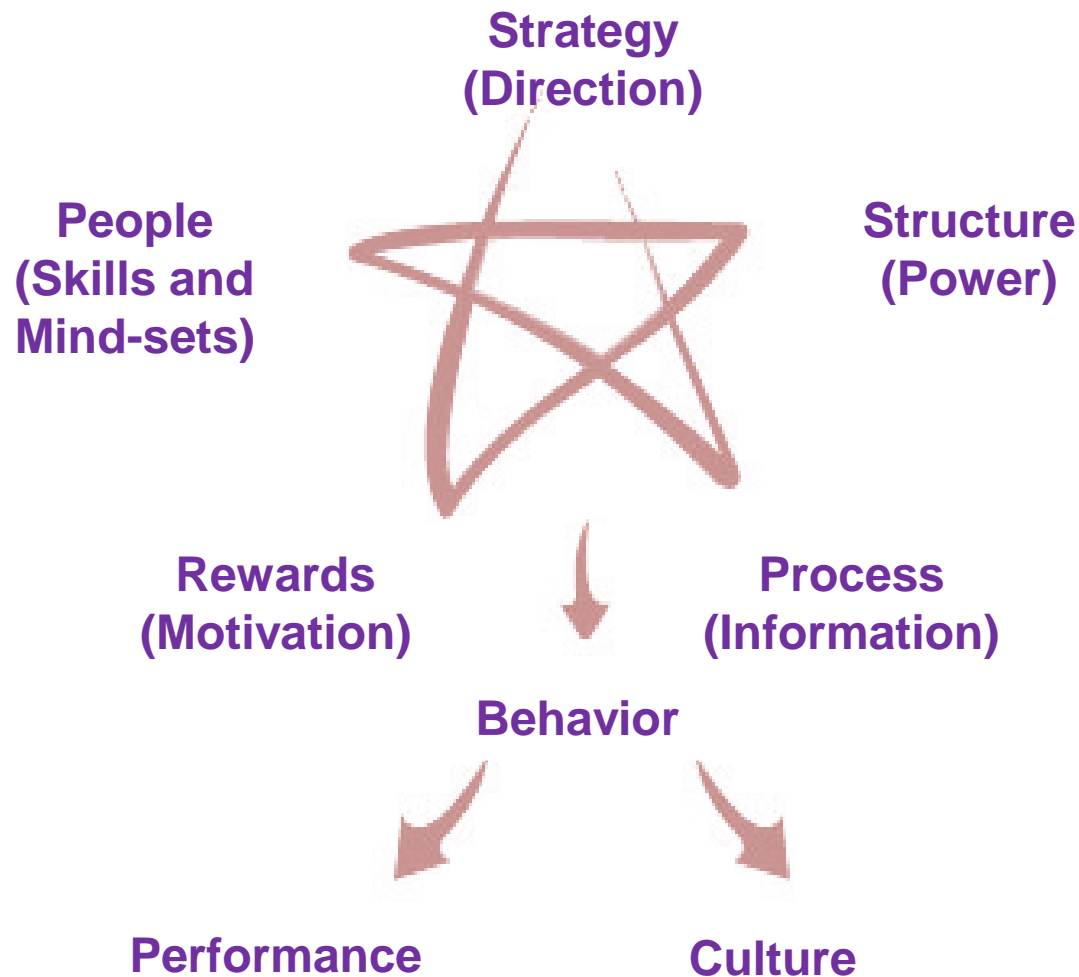 Strategy
(Direction)
People
(Skills and
Mind-sets)
Structure
(Power)
Rewards
(Motivation)
Process
(Information)
Behavior
Performance
Culture